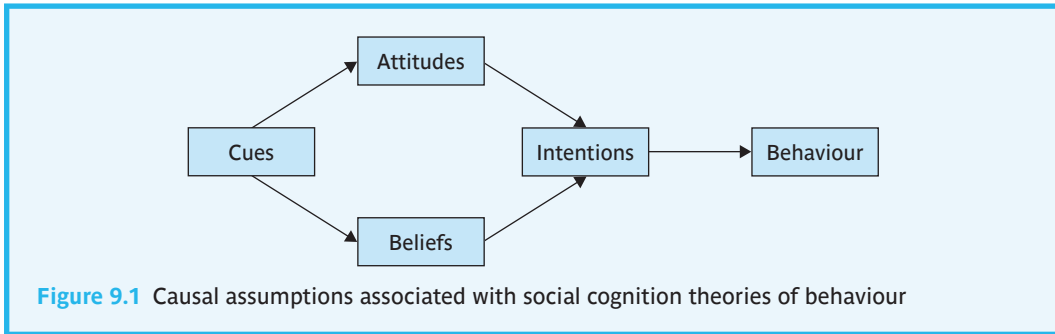 Attitudes
Cues
Intentions
Behaviour
Beliefs
Figure 9.1 Causal assumptions associated with social cognition theories of behaviour